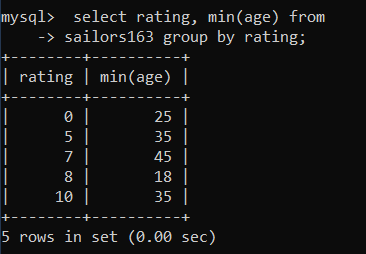 mysql>  select rating, min(age) from
    -> sailors163 group by rating;
+--------+----------+
| rating | min(age) |
+--------+----------+
|      0 |       25 |
|      5 |       35 |
|      7 |       45 |
|      8 |       18 |
|     10 |       35 |
+--------+----------+
5 rows in set (0.00 sec)